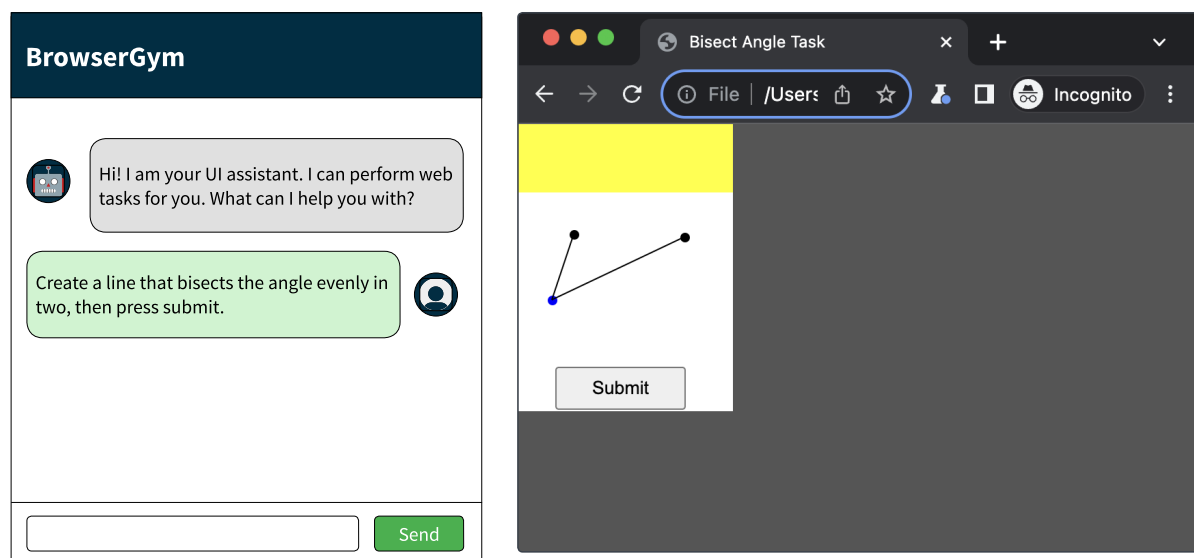 BrowserGym
Hi! I am your UI assistant. I can perform web
tasks for you. What can I help you with?
Create a line that bisects the angle evenly in
two, then press submit.
Send
Bisect Angle Task
File
/Users
Incognito
Submit